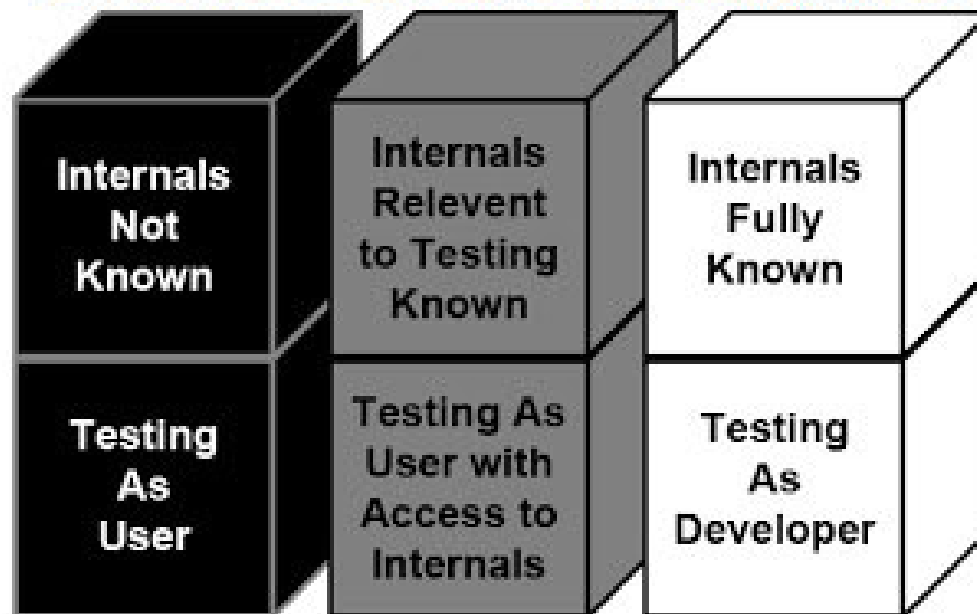 Internals
Not
Known
Testing
As
User
Internals
Relevent
to Testing
Known
Testing As
User with
Access to
Internals
Internals
Fully
Known
Testing
As
Developer